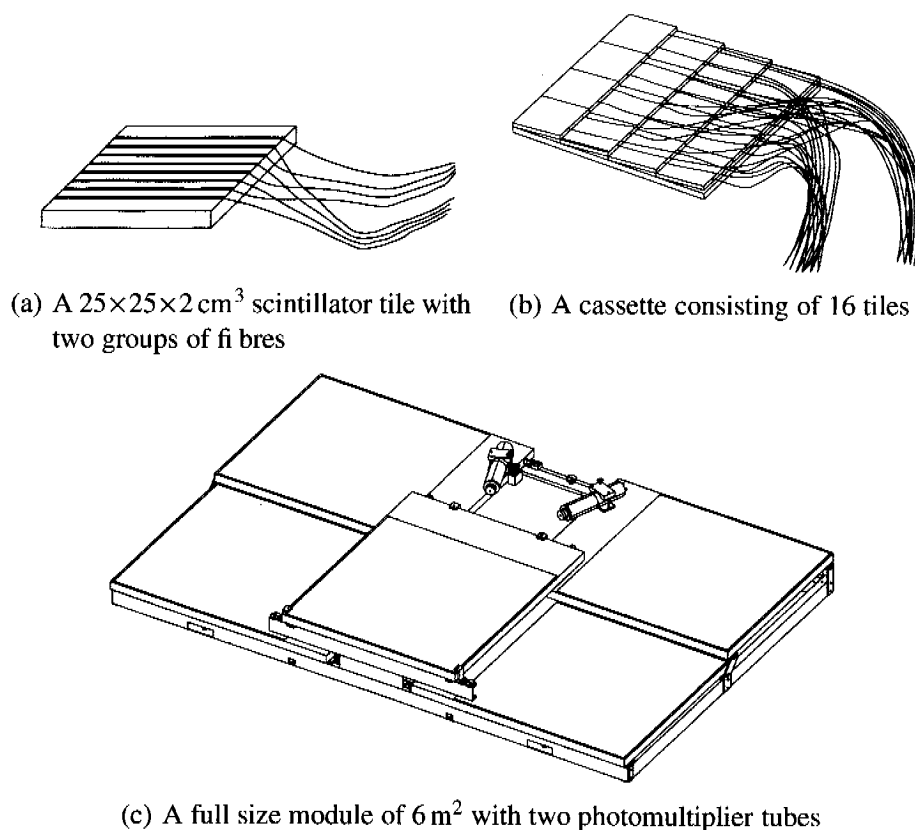 (a) A 25×25×2 cm³ scintillator tile with
two groups of fi bres
(b) A cassette consisting of 16 tiles
(c) A full size module of 6 m² with two photomultiplier tubes